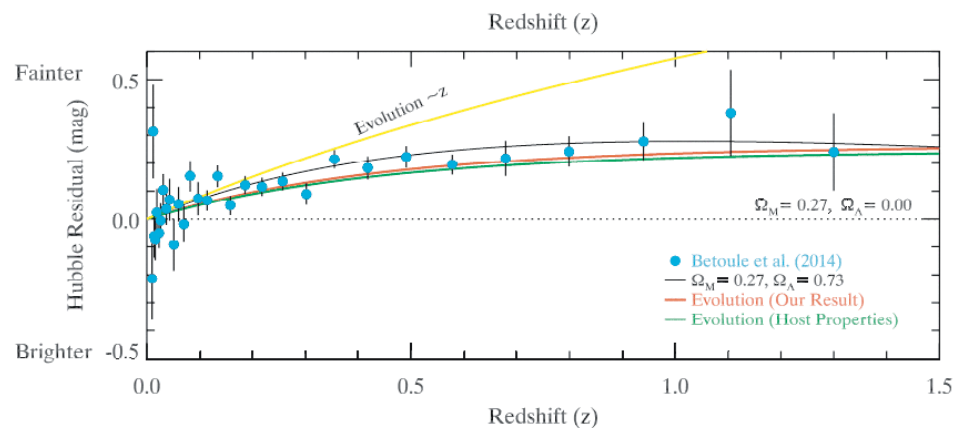 Redshift (z)
Fainter
0.5
Hubble Residual (mag)
Evolution ~z
0.0
Ω_M = 0.27, Ω_Λ = 0.00
Betoule et al. (2014)
Ω_M = 0.27, Ω_Λ = 0.73
Evolution (Our Result)
Evolution (Host Properties)
Brighter -0.5
0.0 0.5 1.0 1.5
Redshift (z)